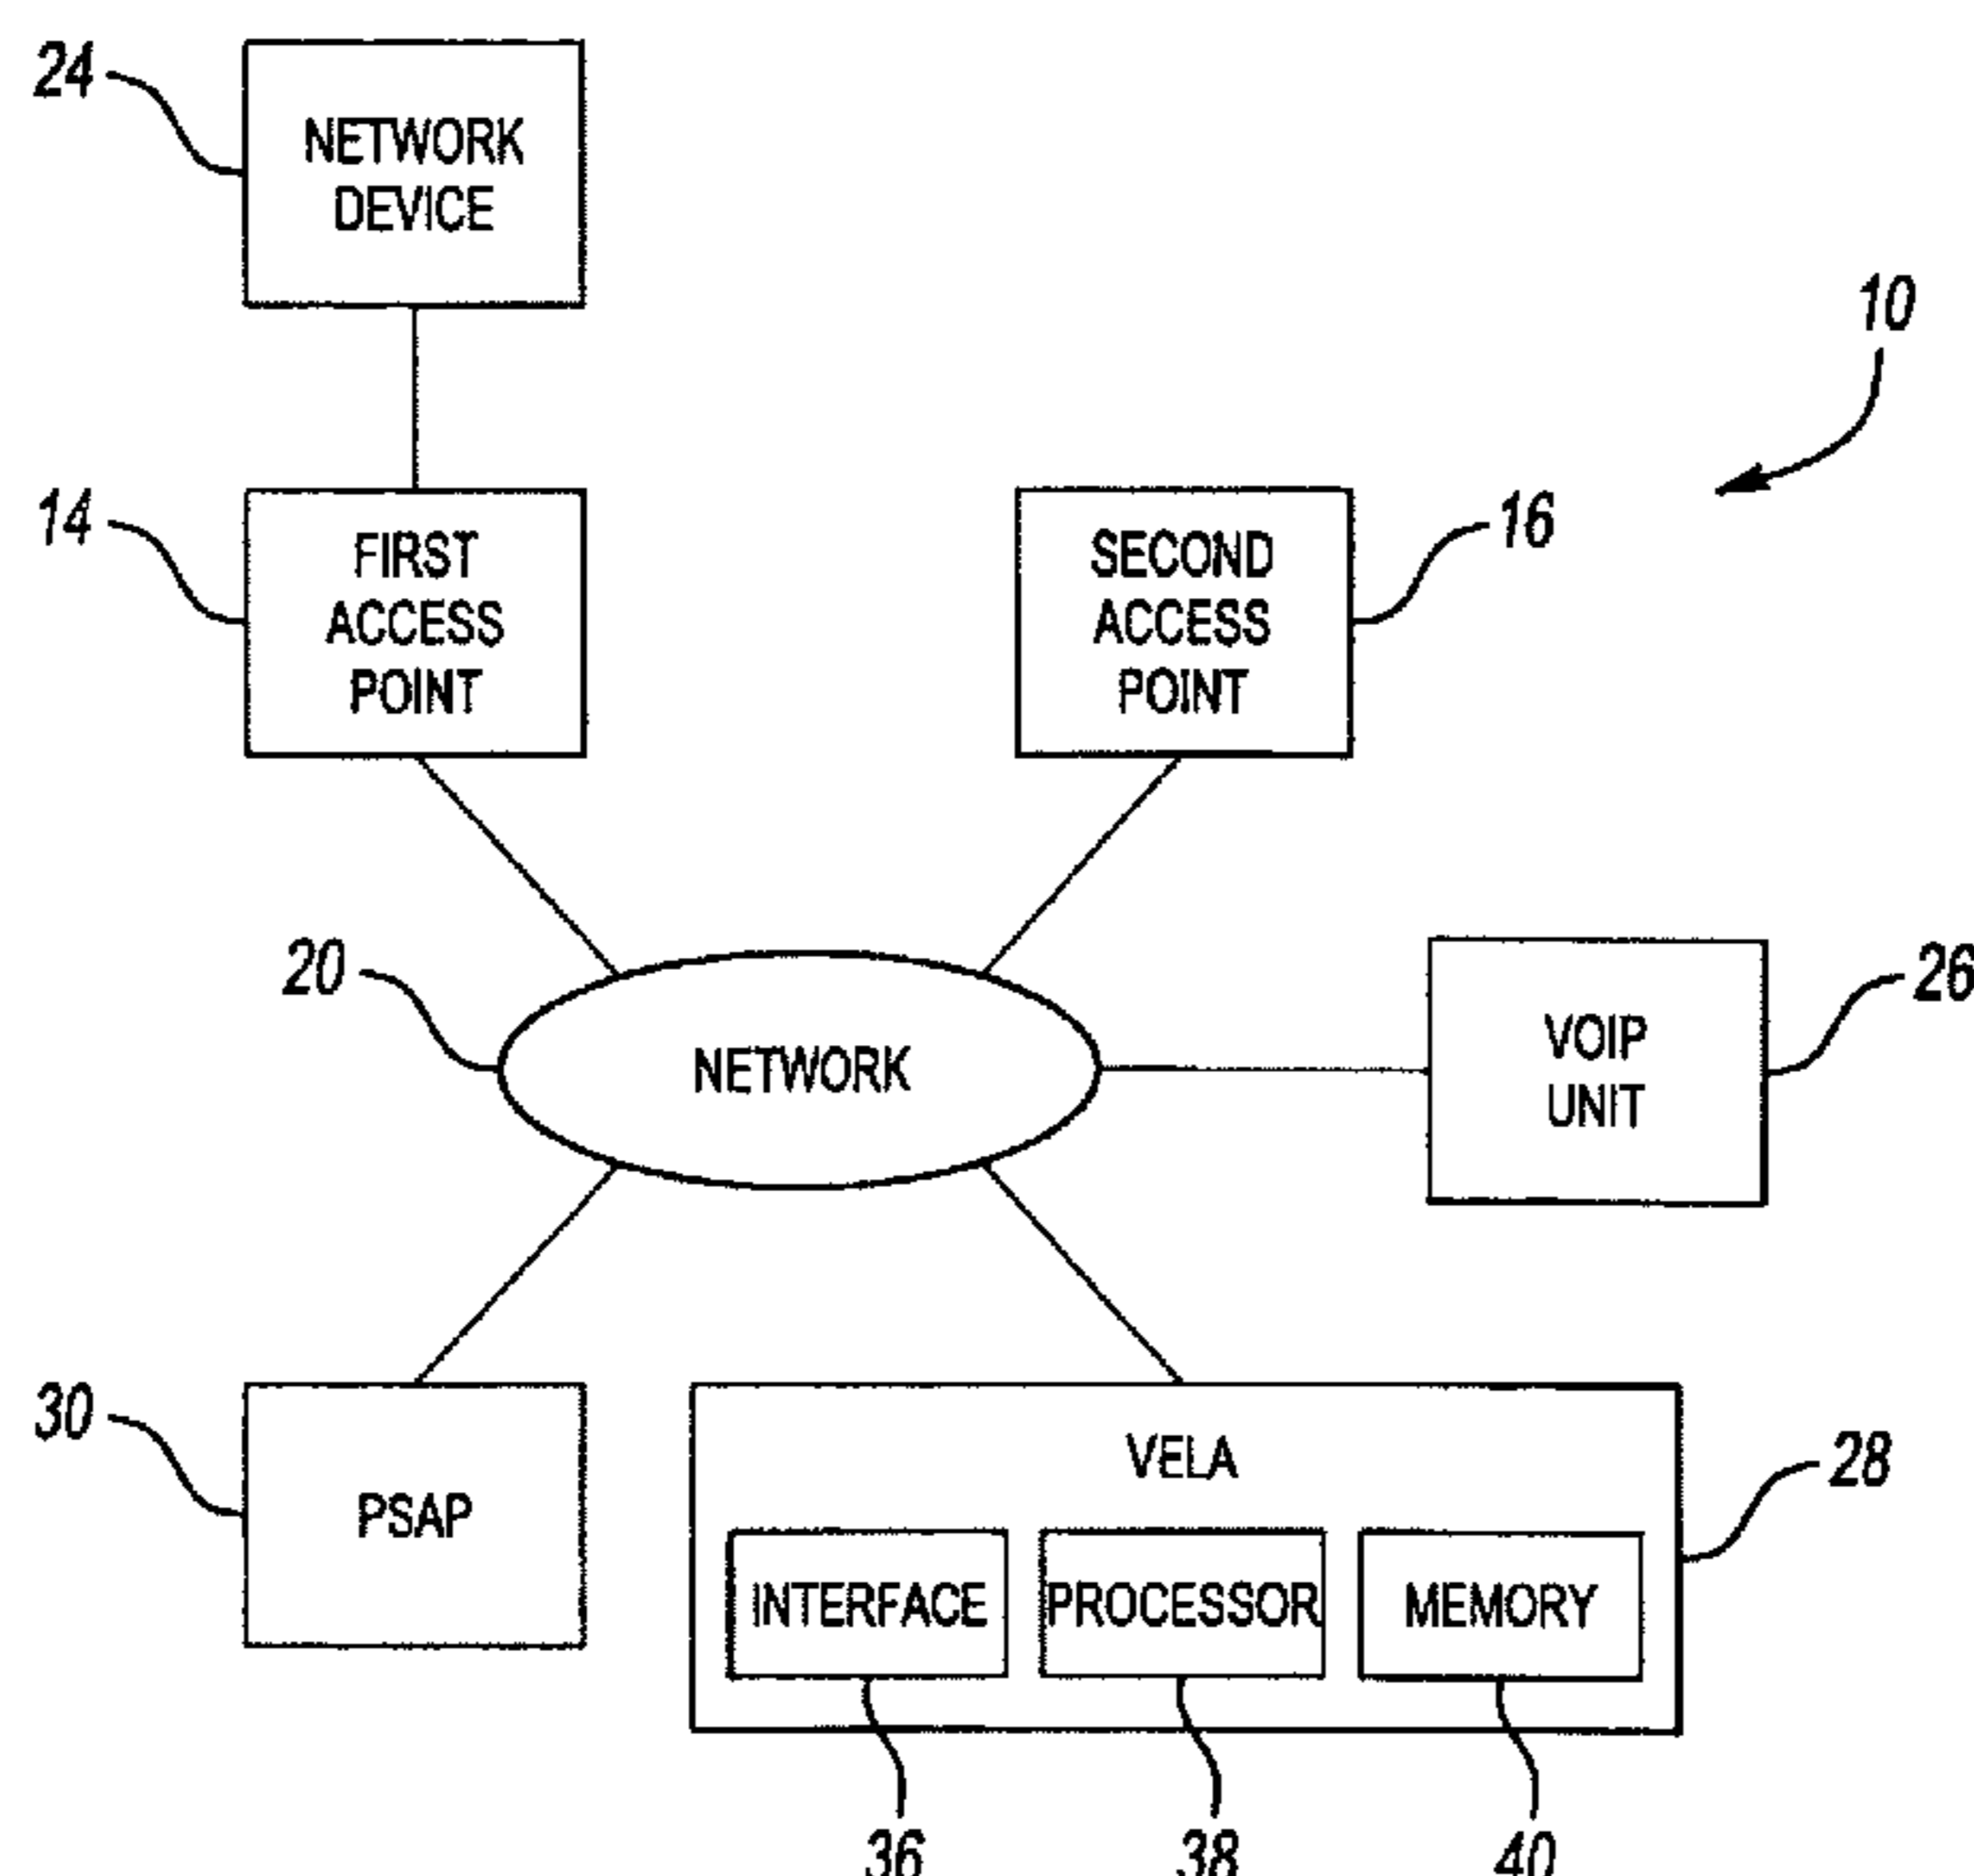 24
NETWORK
DEVICE
10
14
FIRST
ACCESS
POINT
SECOND
ACCESS
POINT
16
20
NETWORK
VOIP
UNIT
26
30
PSAP
VELA
28
INTERFACE
PROCESSOR
MEMORY
36
38
40